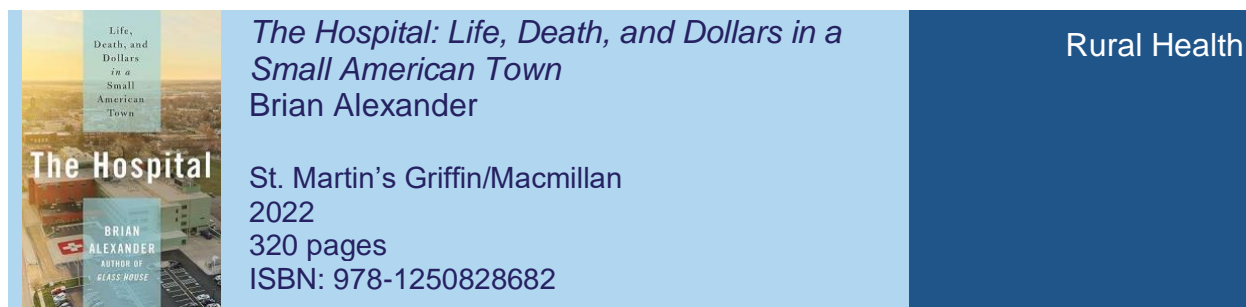 Life,
Death, and
Dollars
in a
Small
American
Town
The Hospital
BRIAN
ALEXANDER
AUTHOR OF
GLASS HOUSE
The Hospital: Life, Death, and Dollars in a
Small American Town
Brian Alexander
St. Martin's Griffin/Macmillan
2022
320 pages
ISBN: 978-1250828682
Rural Health